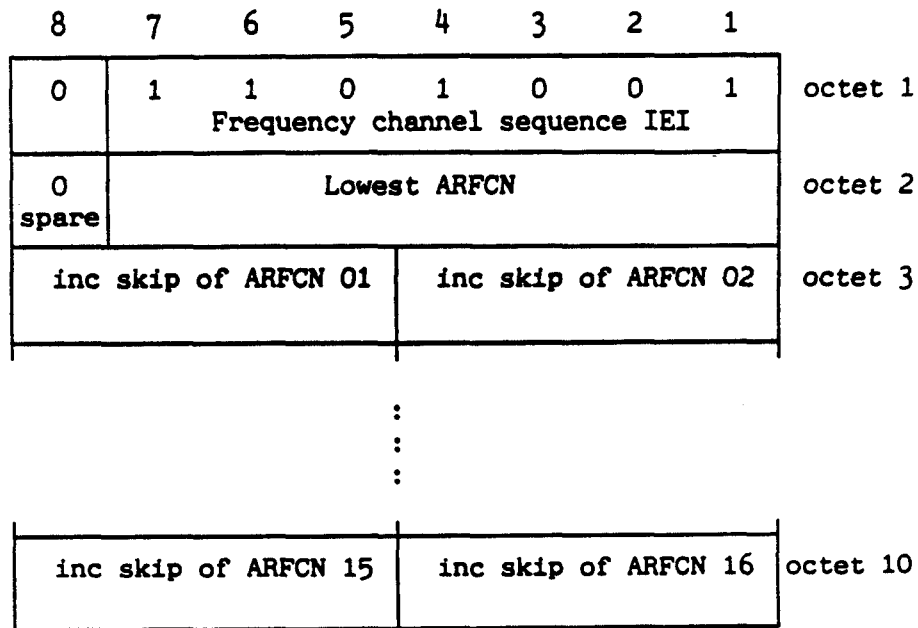 8 7 6 5 4 3 2 1
0 1 1 0 1 0 0 1 octet 1
Frequency channel sequence IEI
0 Lowest ARFCN octet 2
spare
inc skip of ARFCN 01 inc skip of ARFCN 02 octet 3
:
:
:
inc skip of ARFCN 15 inc skip of ARFCN 16 octet 10